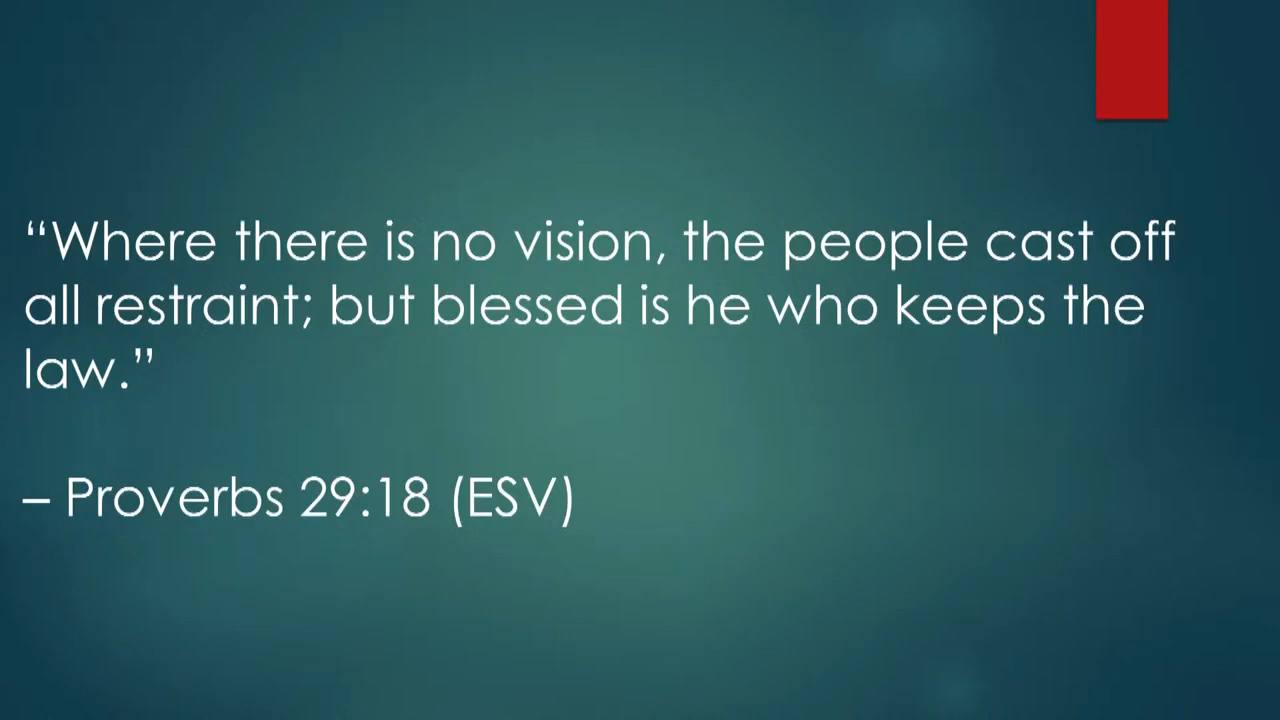 “Where there is no vision, the people cast off
all restraint; but blessed is he who keeps the
law.”
– Proverbs 29:18 (ESV)